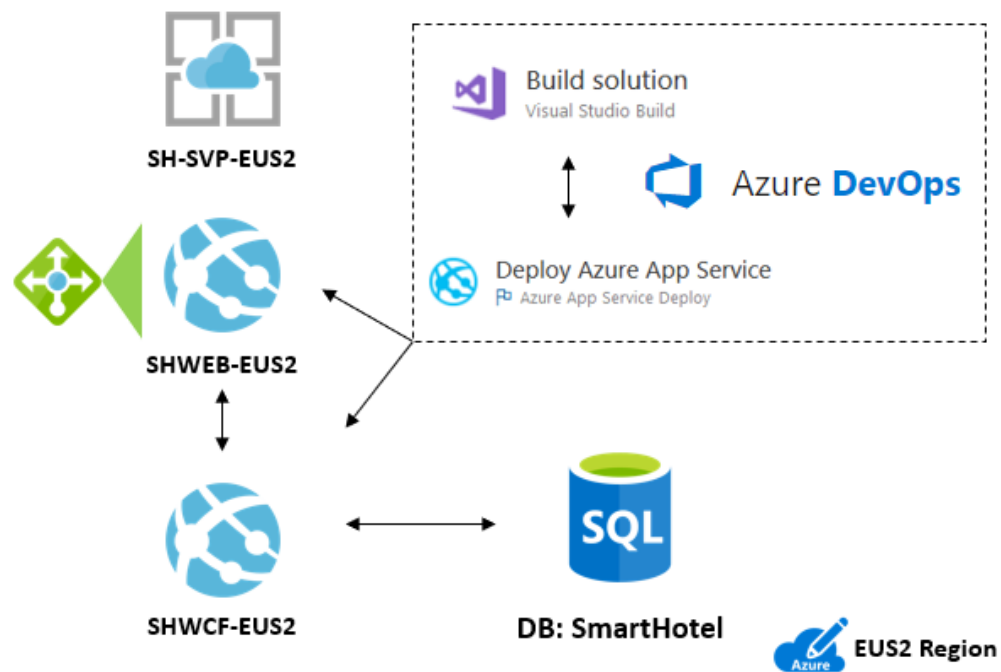 SH-SVP-EUS2
Build solution
Visual Studio Build
Azure DevOps
Deploy Azure App Service
Azure App Service Deploy
SHWEB-EUS2
SHWCF-EUS2
SQL
DB: SmartHotel
Azure
EUS2 Region